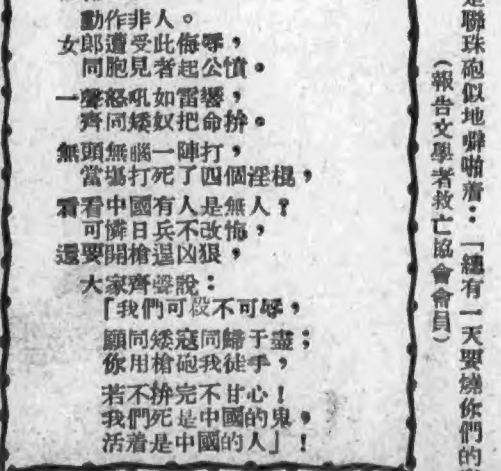 動作非人。
女郎遭受此侮辱，
同胞見者起公憤。
一聲怒吼如雷響，
齊同矮奴把命拚。
無頭無腦一陣打，
當塲打死了四個淫棍，
看看中國有人是無人？
可憐日兵不改悔，
還要開槍逞凶狠，
大家齊聲說：
「我們可殺不可辱，
願同矮寇同歸于盡；
你用槍砲我徒手，
若不拚完不甘心！
我們死是中國的鬼，
活着是中國的人」！
是聯珠砲似地噼啪着：「總有一天要燒你們的
（報告文學者救亡協會會員）